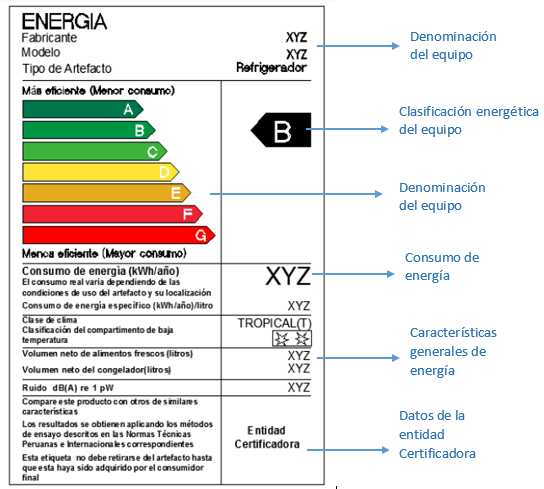 ENERGIA
Fabricante XYZ
Modelo XYZ
Tipo de Artefacto Refrigerador
Denominación
del equipo
Más eficiente (Menor consumo)
A
B
C
D
E
F
G
B
Clasificación energética
del equipo
Denominación
del equipo
Menos eficiente (Mayor consumo)
Consumo de energia (kWh/año) XYZ
El consumo real varia dependiendo de las
condiciones de uso del artefacto y su localización
Consumo de energia específico (kWh/año)/litro XYZ
Consumo de
energía
Clase de clima TROPICAL(T)
Clasificación del compartimento de baja
temperatura
Volumen neto de alimentos frescos (litros) XYZ
Volumen neto del congelador(litros) XYZ
Características
generales de
energía
Ruido dB(A) re 1 pW XYZ
Compare este producto con otros de similares
características
Los resultados se obtienen aplicando los métodos
de ensayo descritos en las Normas Técnicas
Peruanas e Internacionales correspondientes
Esta etiqueta no debe retirarse del artefacto hasta
que esta haya sido adquirido por el consumidor
final
Entidad
Certificadora
Datos de la
entidad
Certificadora